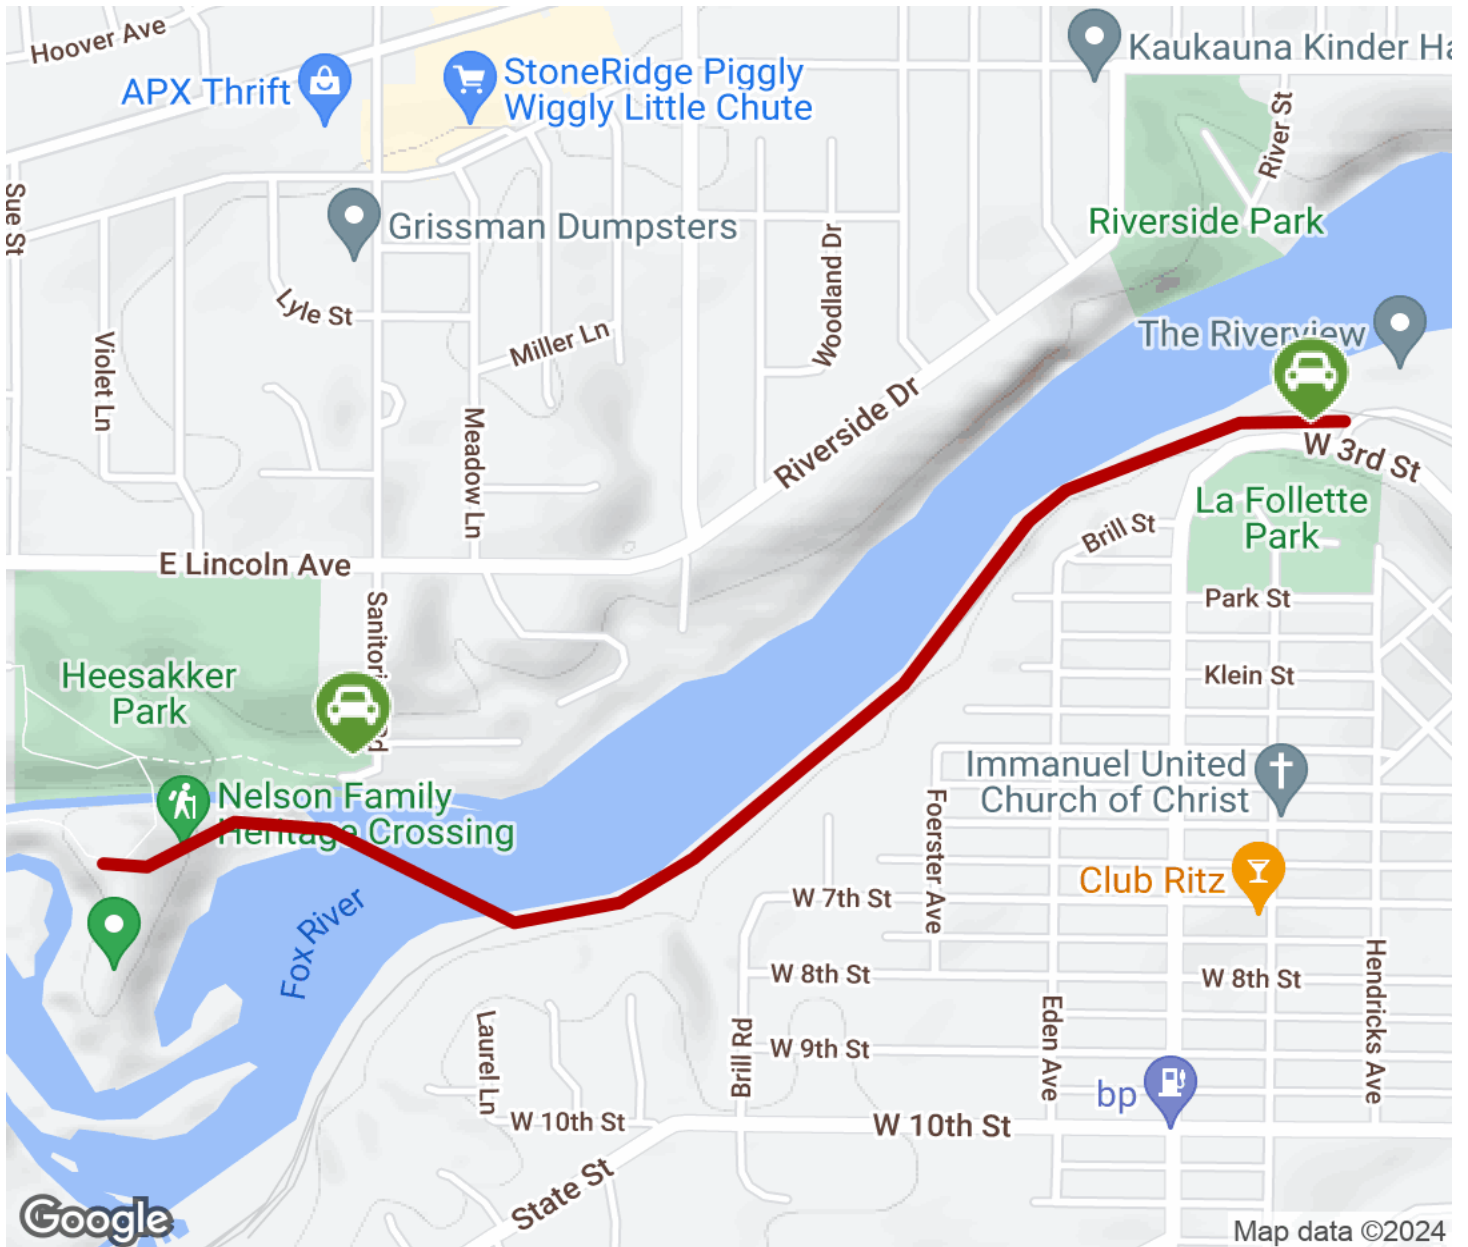 Hoover Ave
Kaukauna Kinder Ha
APX Thrift
StoneRidge Piggly
Wiggly Little Chute
River St
Sue St
Grissman Dumpsters
Riverside Park
Woodland Dr
Lyle St
Miller Ln
The Riverview
Violet Ln
Meadow Ln
Riverside Dr
W 3rd St
La Follette
Park
Brill St
E Lincoln Ave
Park St
Heesakker
Park
Klein St
Nelson Family
Heritage Crossing
Immanuel United
Church of Christ
Foerster Ave
Club Ritz
W 7th St
Fox River
W 8th St
W 8th St
Hendricks Ave
Laurel Ln
Brill Rd
W 9th St
Eden Ave
bp
W 10th St
W 10th St
State St
Google
Map data ©2024